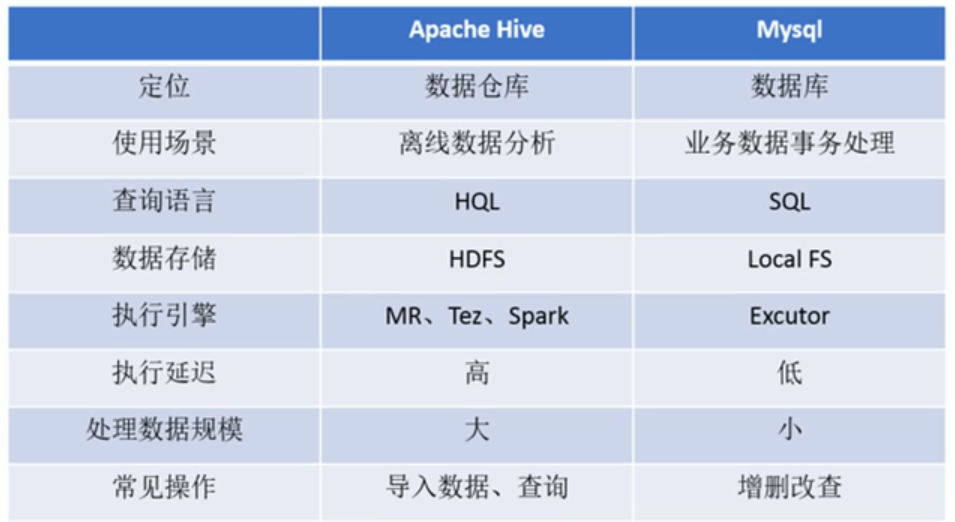 Apache Hive Mysql
定位 数据仓库 数据库
使用场景 离线数据分析 业务数据事务处理
查询语言 HQL SQL
数据存储 HDFS Local FS
执行引擎 MR、Tez、Spark Excutor
执行延迟 高 低
处理数据规模 大 小
常见操作 导入数据、查询 增删改查